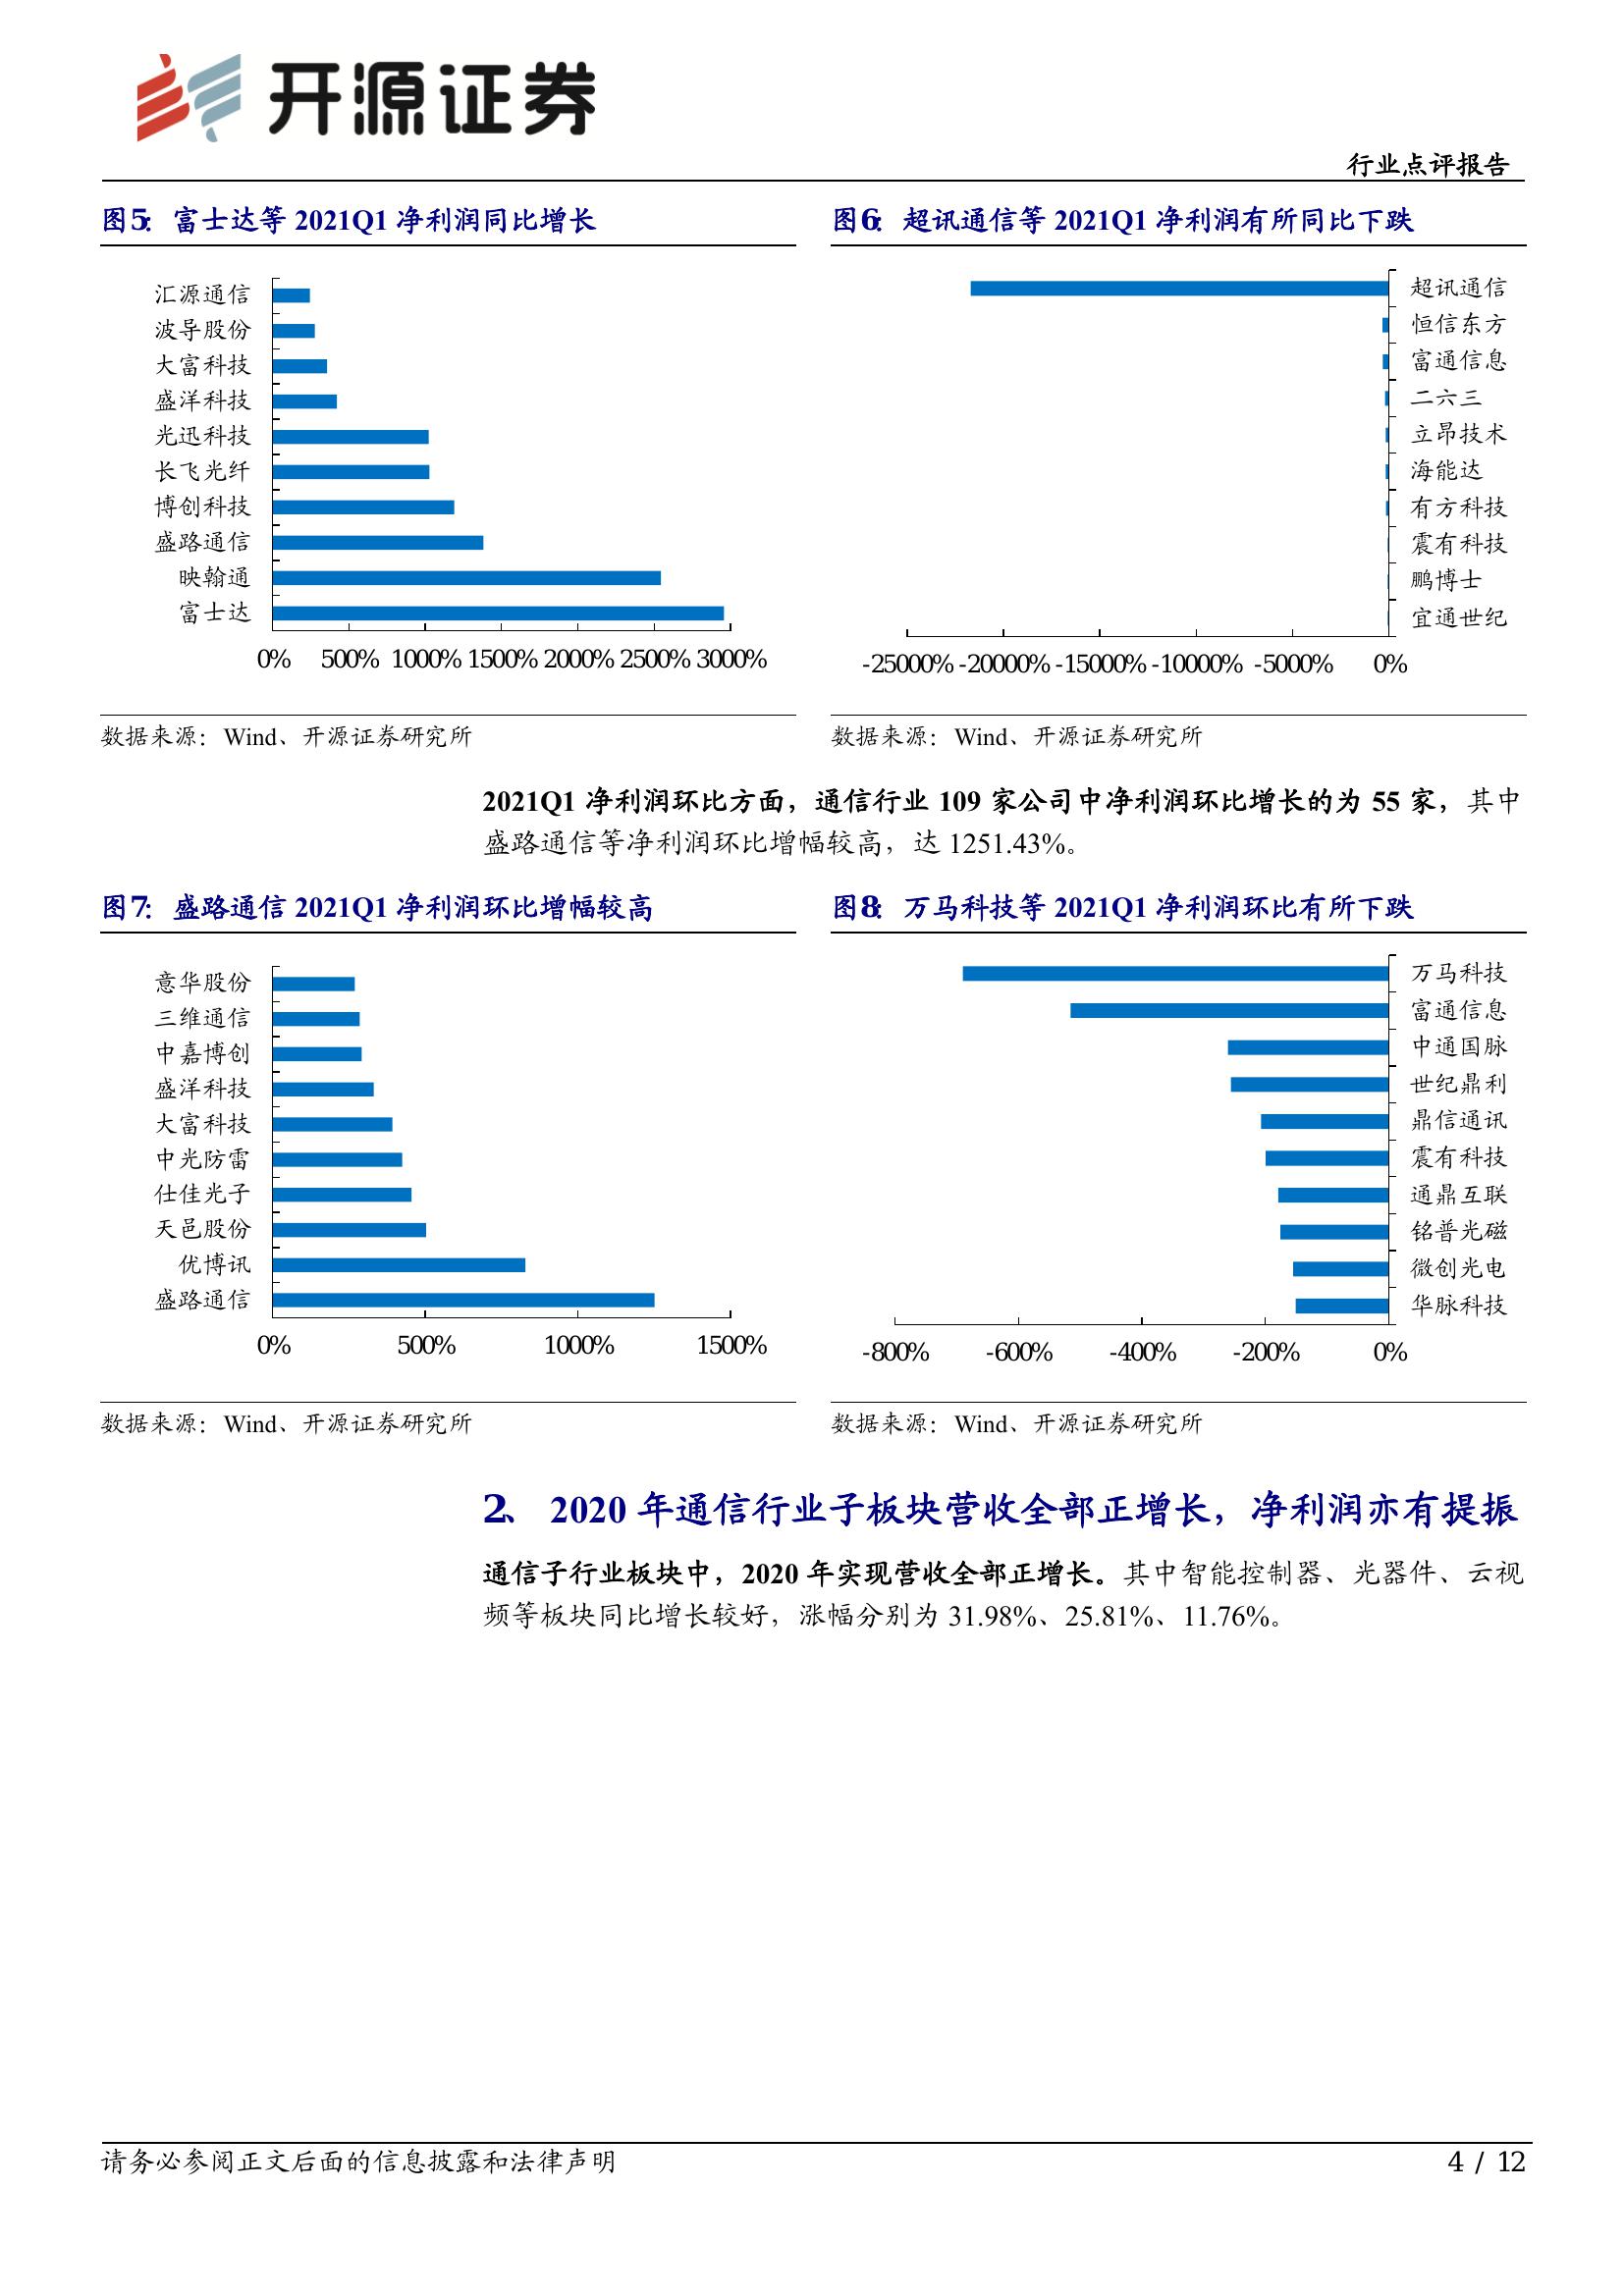 开源证券
行业点评报告
图5： 富士达等 2021Q1 净利润同比增长
汇源通信
波导股份
大富科技
盛洋科技
光迅科技
长飞光纤
博创科技
盛路通信
映翰通
富士达
0% 500% 1000% 1500% 2000% 2500% 3000%
数据来源：Wind、开源证券研究所
图6： 超讯通信等 2021Q1 净利润有所同比下跌
超讯通信
恒信东方
富通信息
二六三
立昂技术
海能达
有方科技
震有科技
鹏博士
宜通世纪
-25000% -20000% -15000% -10000% -5000% 0%
数据来源：Wind、开源证券研究所
2021Q1 净利润环比方面，通信行业 109 家公司中净利润环比增长的为 55 家，其中
盛路通信等净利润环比增幅较高，达 1251.43%。
图7： 盛路通信 2021Q1 净利润环比增幅较高
意华股份
三维通信
中嘉博创
盛洋科技
大富科技
中光防雷
仕佳光子
天邑股份
优博讯
盛路通信
0% 500% 1000% 1500%
数据来源：Wind、开源证券研究所
图8： 万马科技等 2021Q1 净利润环比有所下跌
万马科技
富通信息
中通国脉
世纪鼎利
鼎信通讯
震有科技
通鼎互联
铭普光磁
微创光电
华脉科技
-800% -600% -400% -200% 0%
数据来源：Wind、开源证券研究所
2、 2020 年通信行业子板块营收全部正增长，净利润亦有提振
通信子行业板块中，2020 年实现营收全部正增长。其中智能控制器、光器件、云视
频等板块同比增长较好，涨幅分别为 31.98%、25.81%、11.76%。
请务必参阅正文后面的信息披露和法律声明
4 / 12